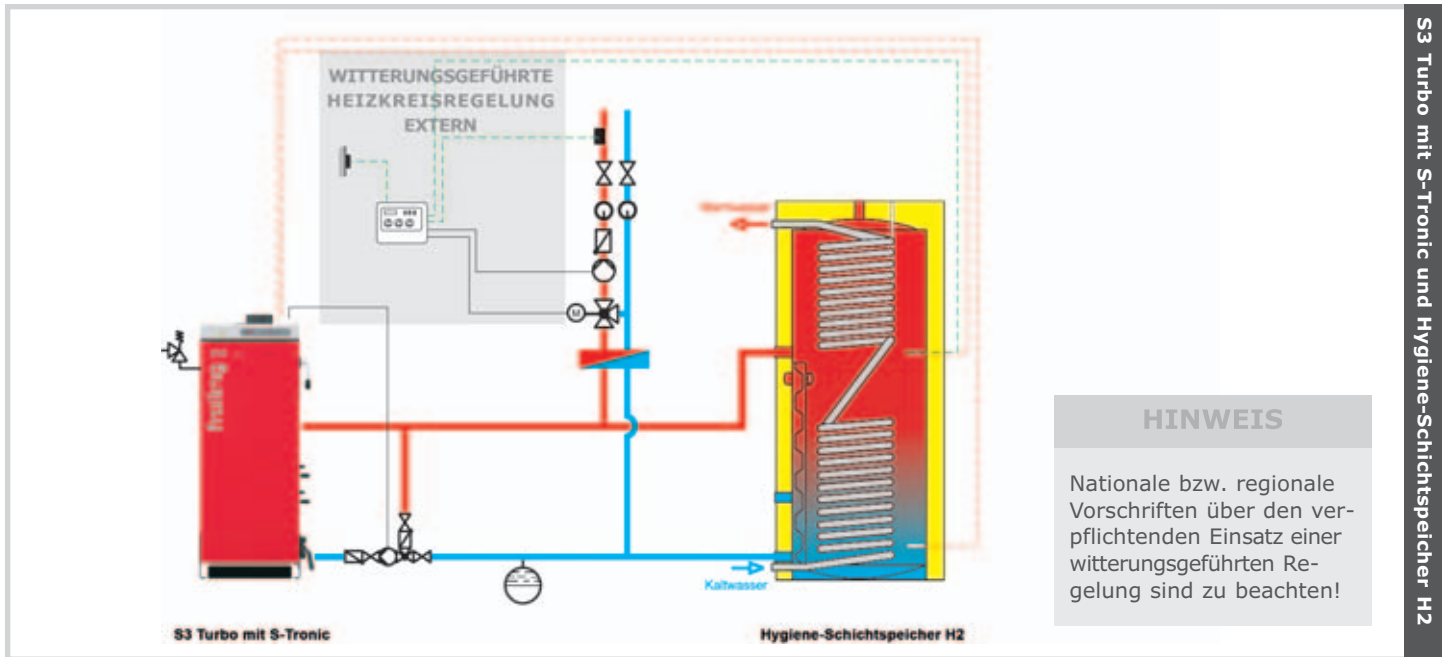 WITTERUNGSGEFÜHRTE
HEIZKREISREGELUNG
EXTERN
Warmwasser
M
fröling
Kaltwasser
S3 Turbo mit S-Tronic
Hygiene-Schichtspeicher H2
HINWEIS
Nationale bzw. regionale
Vorschriften über den ver-
pflichtenden Einsatz einer
witterungsgeführten Re-
gelung sind zu beachten!
S3 Turbo mit S-Tronic und Hygiene-Schichtspeicher H2